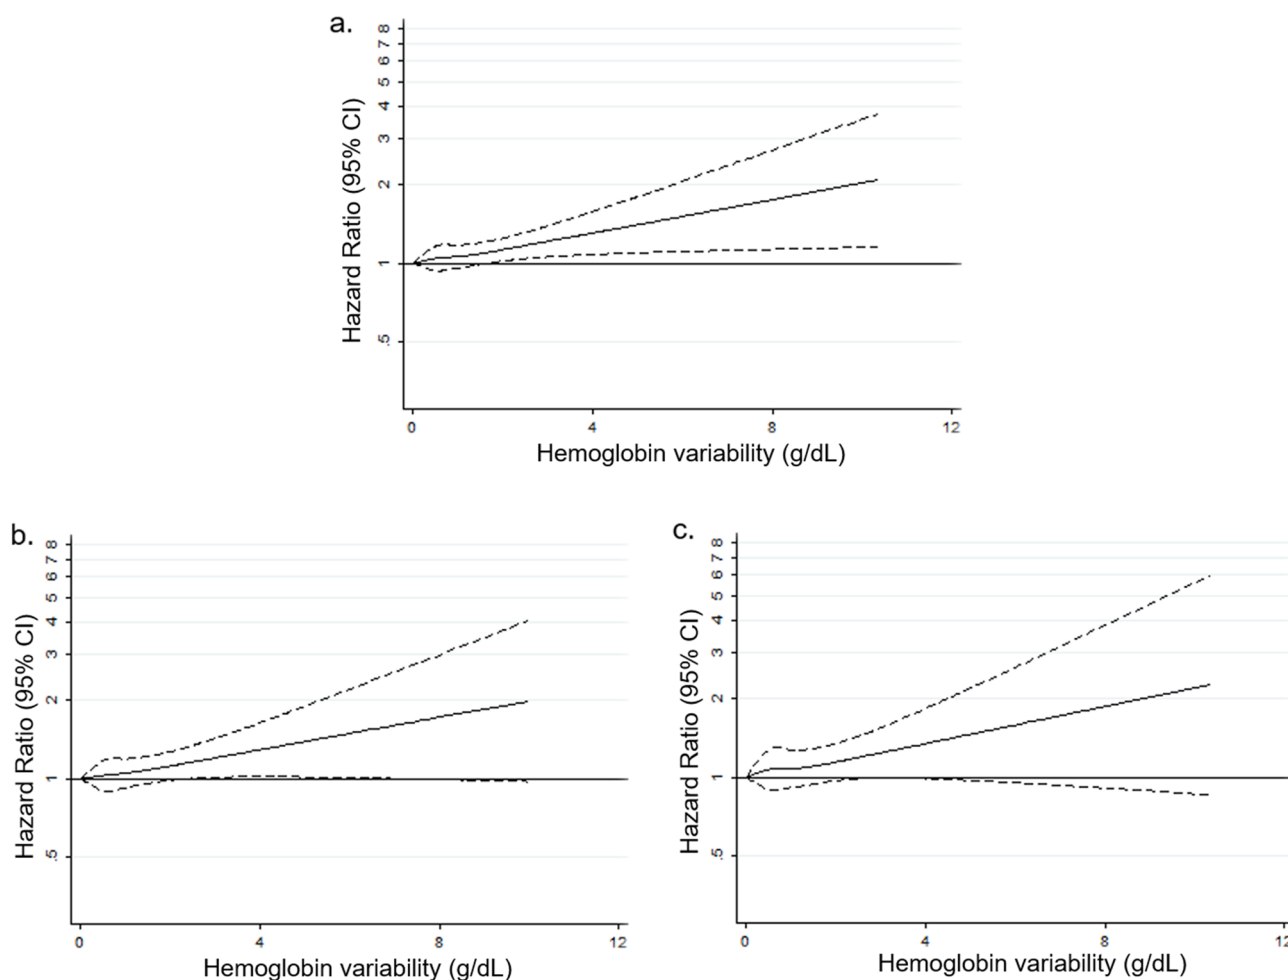 a.
Hazard Ratio (95% CI)
8
7
6
5
4
3
2
1
.5
0 4 8 12
Hemoglobin variability (g/dL)
b.
Hazard Ratio (95% CI)
8
7
6
5
4
3
2
1
.5
0 4 8 12
Hemoglobin variability (g/dL)
c.
Hazard Ratio (95% CI)
8
7
6
5
4
3
2
1
.5
0 4 8 12
Hemoglobin variability (g/dL)